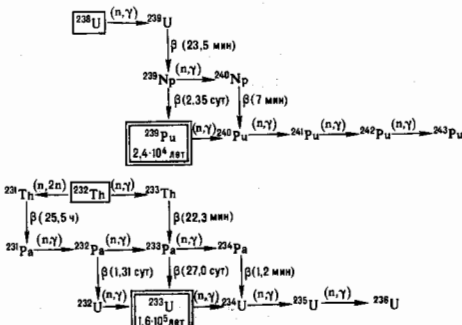 ²³⁸U (n,γ) ²³⁹U
β (23,5 мин)
²³⁹Np (n,γ) ²⁴⁰Np
β(2,35 сут) β(7 мин)
²³⁹Pu (n,γ) ²⁴⁰Pu (n,γ) ²⁴¹Pu (n,γ) ²⁴²Pu (n,γ) ²⁴³Pu
2,4·10⁴ лет
²³¹Th (n,2n) ²³²Th (n,γ) ²³³Th
β(25,5 ч) β(22,3 мин)
²³¹Pa (n,γ) ²³²Pa (n,γ) ²³³Pa (n,γ) ²³⁴Pa
β(1,31 сут) β(27,0 сут) β(1,2 мин)
²³²U (n,γ) ²³³U (n,γ) ²³⁴U (n,γ) ²³⁵U (n,γ) ²³⁶U
1,6·10⁵ лет